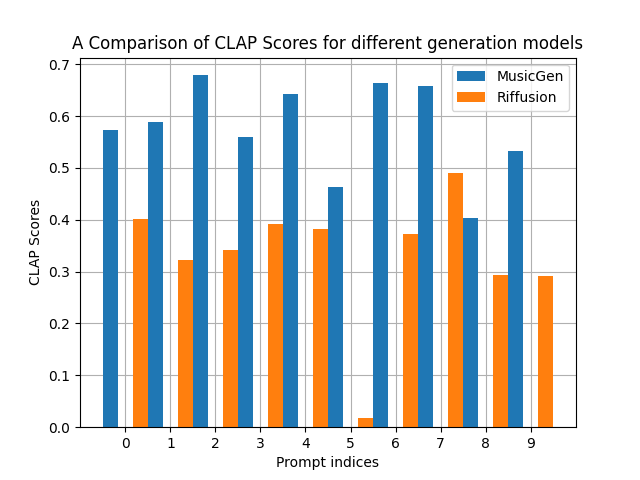 A Comparison of CLAP Scores for different generation models
MusicGen
Riffusion
0.7
0.6
0.5
0.4
0.3
0.2
0.1
0.0
CLAP Scores
0 1 2 3 4 5 6 7 8 9
Prompt indices